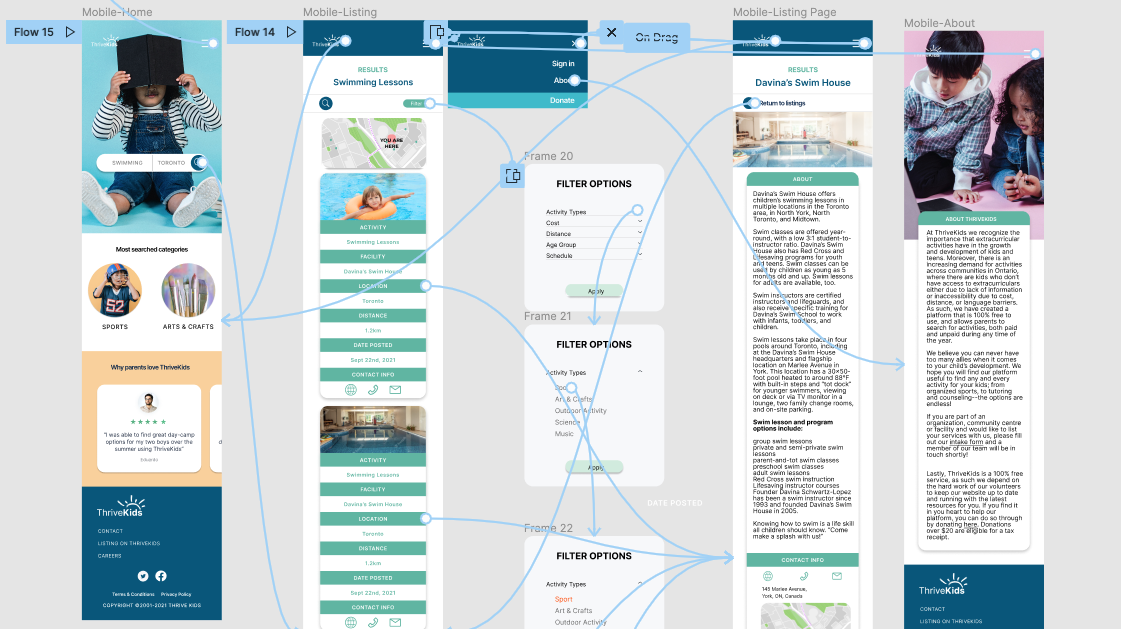 Mobile-Home
Flow 15
ThriveKids
SWIMMING
TORONTO
Most searched categories
SPORTS
ARTS & CRAFTS
Why parents love ThriveKids
"I was able to find great day-camp
options for my two boys over the
summer using ThriveKids"
ThriveKids
CONTACT
LISTING ON THRIVEKIDS
CAREERS
Terms & Conditions
Privacy Policy
COPYRIGHT ©2001-2021 THRIVE KIDS
Mobile-Listing
Flow 14
ThriveKids
RESULTS
Swimming Lessons
Filter
YOU ARE
HERE
ACTIVITY
Swimming Lessons
FACILITY
Davina's Swim House
LOCATION
Toronto
DISTANCE
1.2km
DATE POSTED
Sept 22nd, 2021
CONTACT INFO
ACTIVITY
Swimming Lessons
FACILITY
Davina's Swim House
LOCATION
Toronto
DISTANCE
1.2km
DATE POSTED
Sept 22nd, 2021
CONTACT INFO
ThriveKids
Sign in
About
Donate
On Drag
Frame 20
FILTER OPTIONS
Activity Types
Cost
Distance
Age Group
Schedule
Apply
Frame 21
FILTER OPTIONS
Activity Types
Sport
Art & Crafts
Outdoor Activity
Science
Music
Apply
DATE POSTED
Frame 22
FILTER OPTIONS
Activity Types
Sport
Art & Crafts
Outdoor Activity
Mobile-Listing Page
ThriveKids
RESULTS
Davina's Swim House
Return to listings
ABOUT
Davina's Swim House offers
children's swimming lessons in
multiple locations in the Toronto
area, in North York, North
Toronto, and Midtown.
Swim classes are offered year-
round, with a low 3:1 student-to-
instructor ratio. Davina's Swim
House also has Red Cross and
Lifesaving programs for youth
and teens. Swim classes can be
used by children as young as 5
months old and up. Swim lessons
for adults are available, too.
Swim instructors are certified
instructors and lifeguards, and
also receive specific training for
Davina's Swim School to work
with infants, toddlers, and
children.
Swim lessons take place in four
pools around Toronto, including
at the Davina's Swim House
headquarters and flagship
location on Marlee Avenue in
York. This location has a 30x50-
foot pool heated to around 88°F
with built-in steps and "tot dock"
for younger swimmers, viewing
on deck or via TV monitor in a
lounge, two family change rooms,
and on-site parking.
Swim lesson and program
options include:
group swim lessons
private and semi-private swim
lessons
parent-and-tot swim classes
preschool swim classes
adult swim lessons
Red Cross swim instruction
Lifesaving instructor courses
Founder Davina Schwartz-Lopez
has been a swim instructor since
1993 and founded Davina's Swim
House in 2005.
Knowing how to swim is a life skill
all children should know. "Come
make a splash with us!"
CONTACT INFO
145 Marlee Avenue,
York, ON, Canada
Mobile-About
ABOUT THRIVEKIDS
At ThriveKids we recognize the
importance that extracurricular
activities have in the growth
and development of kids and
teens. Moreover, there is an
increasing demand for activities
across communities in Ontario,
where there are kids who don't
have access to extracurriculars
either due to lack of information
or inaccessibility due to cost,
distance, or language barriers.
As such, we have created a
platform that is 100% free to
use, and allows parents to
search for activities, both paid
and unpaid during any time of
the year.
We believe you can never have
too many allies when it comes
to your child's development. We
hope you will find our platform
useful to find any and every
activity for your kids; from
organized sports, to tutoring
and counseling--the options are
endless!
If you are part of an
organization, community centre
or facility and would like to list
your services with us, please fill
out our intake form and a
member of our team will be in
touch shortly!
Lastly, ThriveKids is a 100% free
service, as such we depend on
the hard work of our volunteers
to keep our website up to date
and running with the latest
resources for you. If you find it
in you heart to help our
platform, you can do so through
by donating here. Donations
over $20 are eligible for a tax
receipt.
ThriveKids
CONTACT
LISTING ON THRIVEKIDS